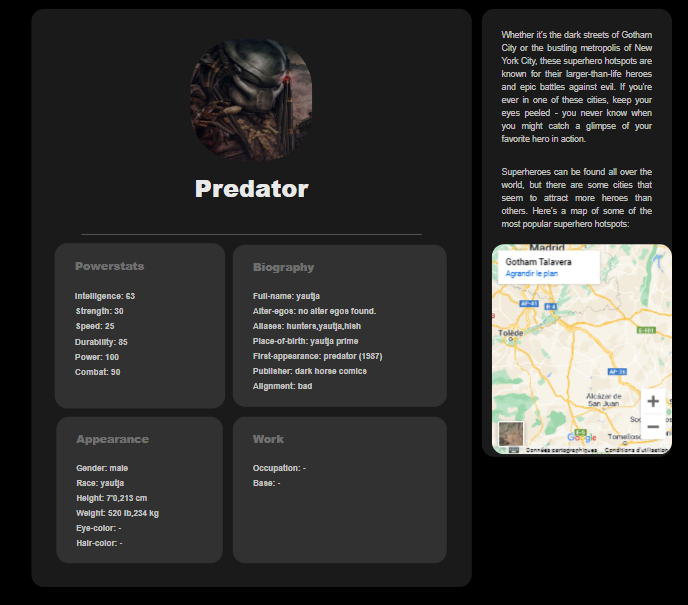 Predator
Powerstats
Intelligence: 63
Strength: 30
Speed: 25
Durability: 85
Power: 100
Combat: 90
Biography
Full-name: yautja
Alter-egos: no alter egos found.
Aliases: hunters,yautja,hish
Place-of-birth: yautja prime
First-appearance: predator (1987)
Publisher: dark horse comics
Alignment: bad
Appearance
Gender: male
Race: yautja
Height: 7'0,213 cm
Weight: 520 lb,234 kg
Eye-color: -
Hair-color: -
Work
Occupation: -
Base: -
Whether it's the dark streets of Gotham
City or the bustling metropolis of New
York City, these superhero hotspots are
known for their larger-than-life heroes
and epic battles against evil. If you're
ever in one of these cities, keep your
eyes peeled - you never know when
you might catch a glimpse of your
favorite hero in action.
Superheroes can be found all over the
world, but there are some cities that
seem to attract more heroes than
others. Here's a map of some of the
most popular superhero hotspots:
Madrid
Gotham Talavera
Agrandir le plan
AP-41
R-4
E-901
Tolède
AP-36
Alcázar de
San Juan
+
−
E-5
Google
Tomelloso
Données cartographiques
Conditions d'utilisation